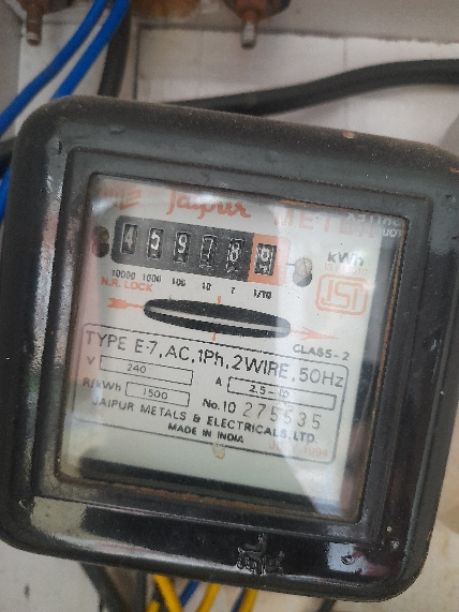 Jaipur METER
4 5 9 7 8 9
kWh
10000 1000 100 10 1 1/10
N.R. LOCK
ISI
CLASS-2
TYPE E-7, AC, 1Ph, 2WIRE, 50Hz
V 240
A 2.5-10
R/kWh 1500
No. 10 275535
JAIPUR METALS & ELECTRICALS, LTD.
MADE IN INDIA